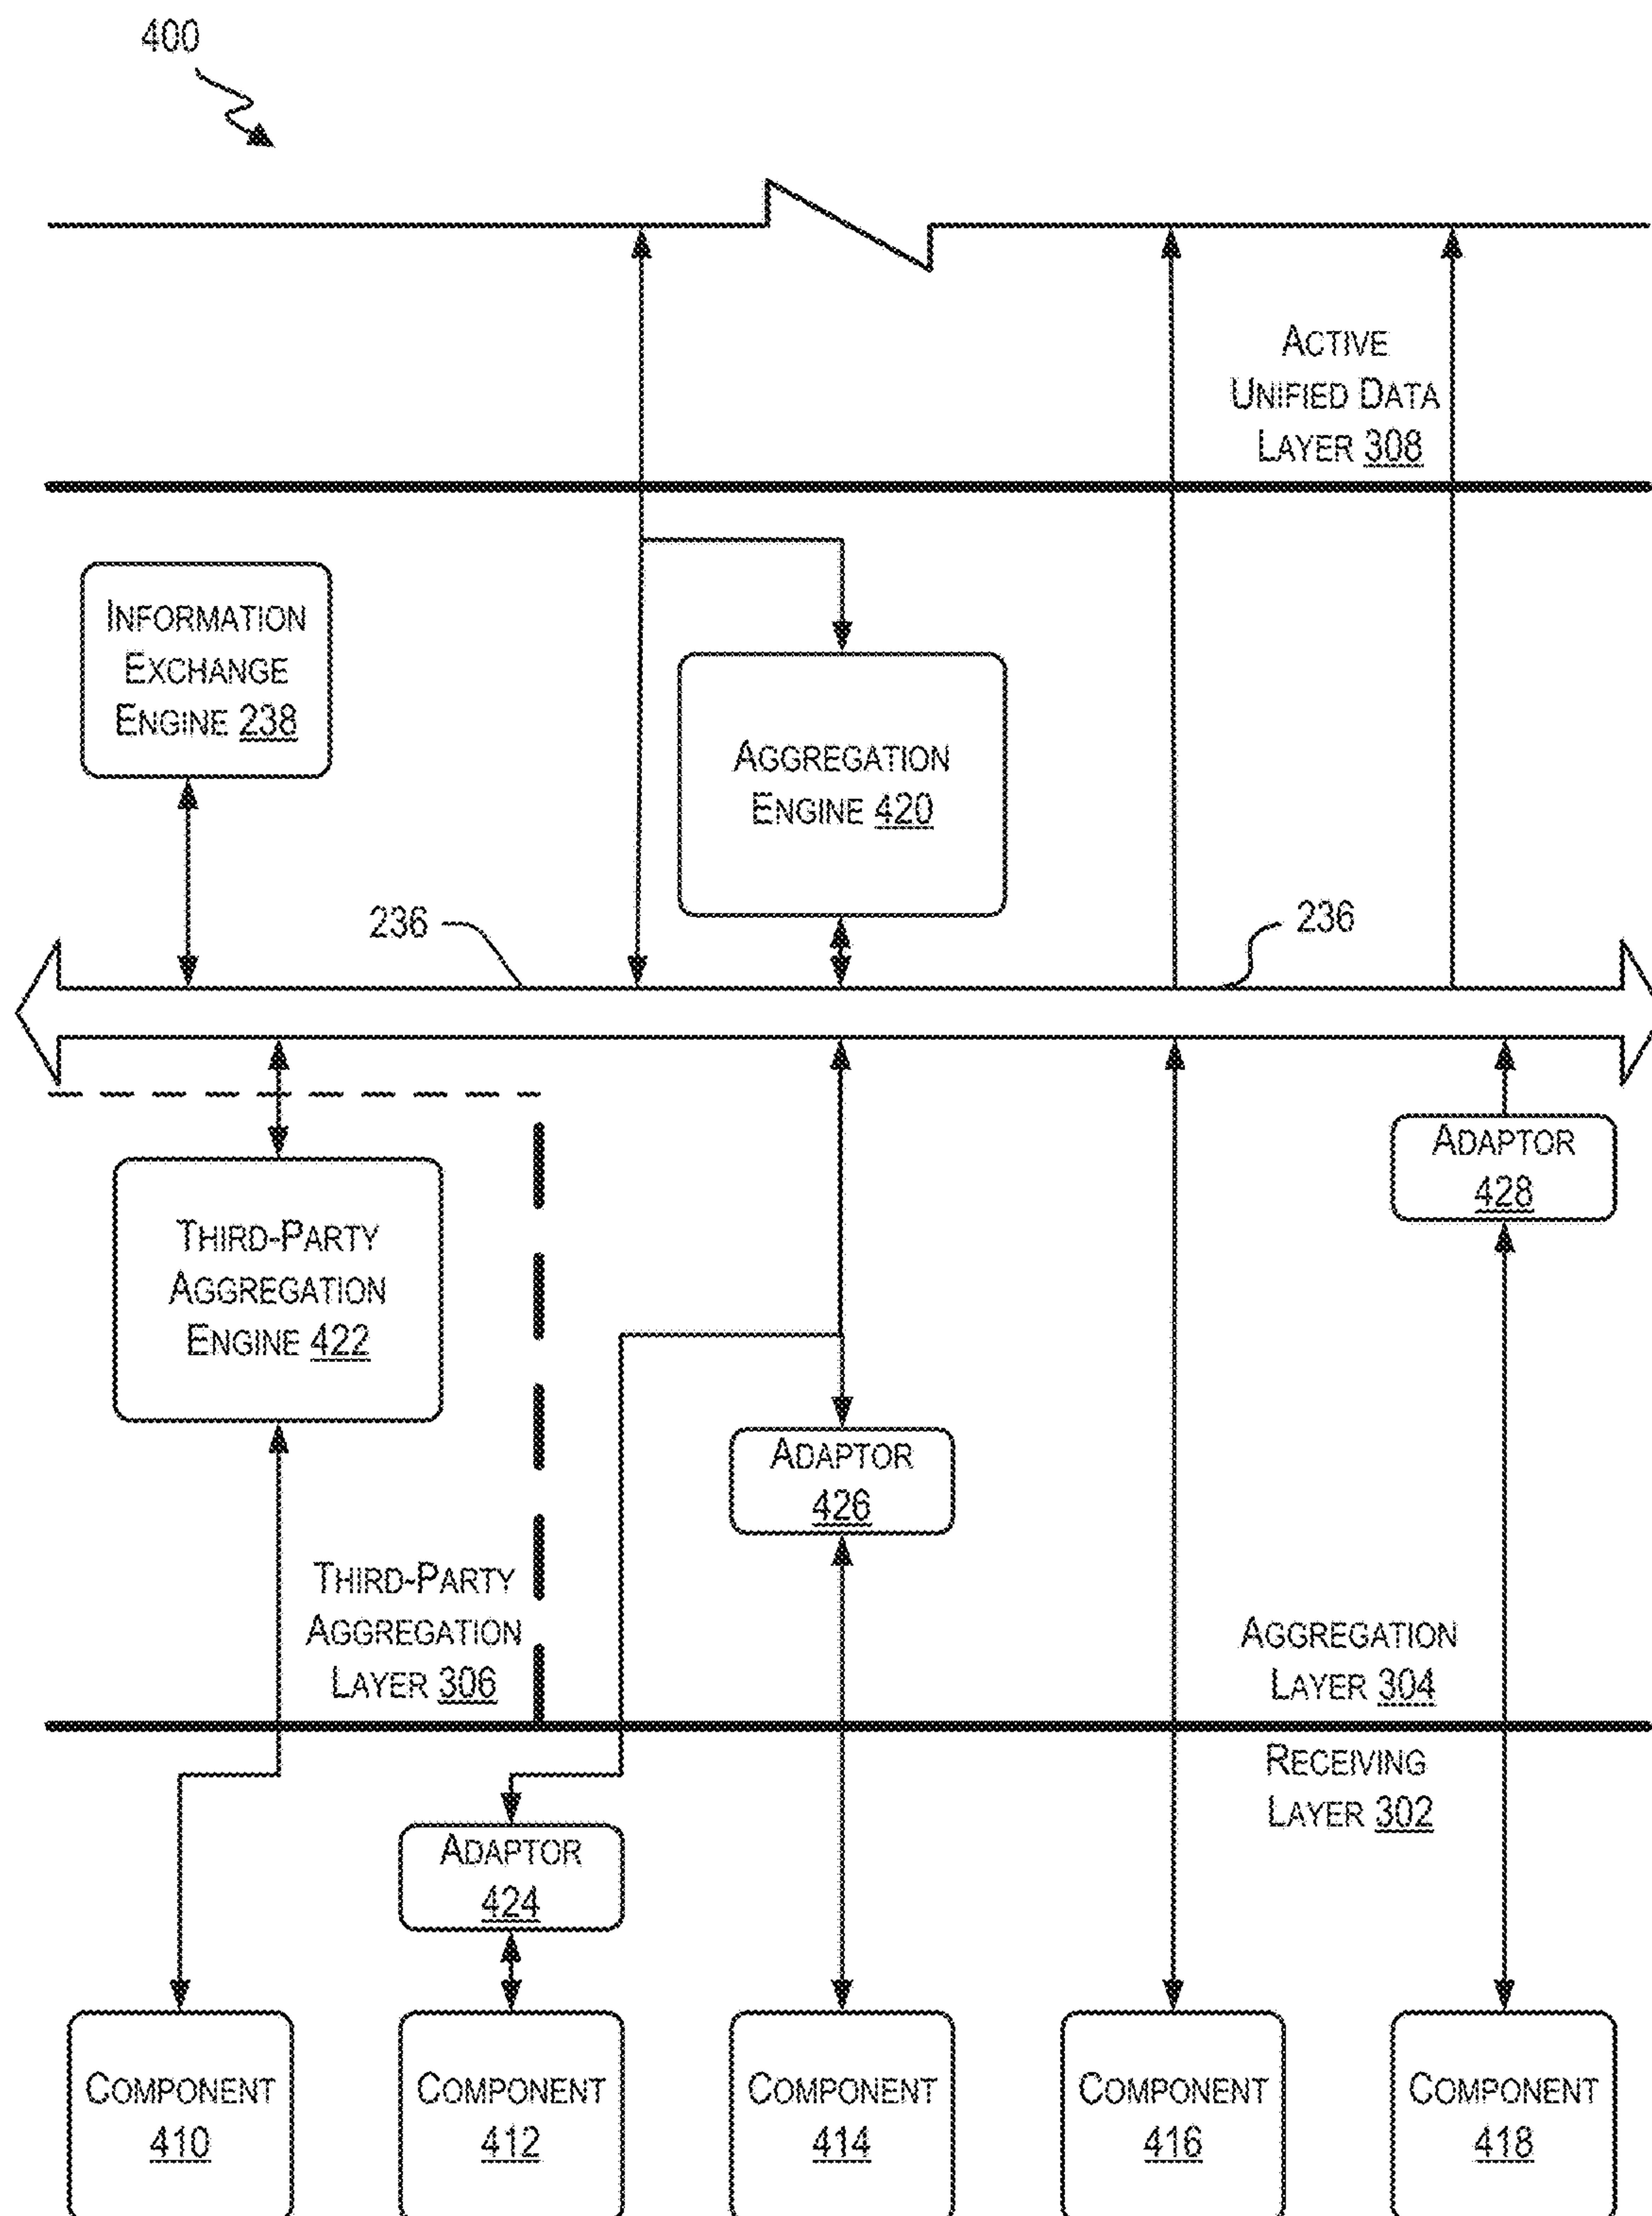 400
ACTIVE
UNIFIED DATA
LAYER 308
INFORMATION
EXCHANGE
ENGINE 238
AGGREGATION
ENGINE 420
236
236
ADAPTOR
428
THIRD-PARTY
AGGREGATION
ENGINE 422
ADAPTOR
426
THIRD-PARTY
AGGREGATION
LAYER 306
AGGREGATION
LAYER 304
RECEIVING
LAYER 302
ADAPTOR
424
COMPONENT
410
COMPONENT
412
COMPONENT
414
COMPONENT
416
COMPONENT
418